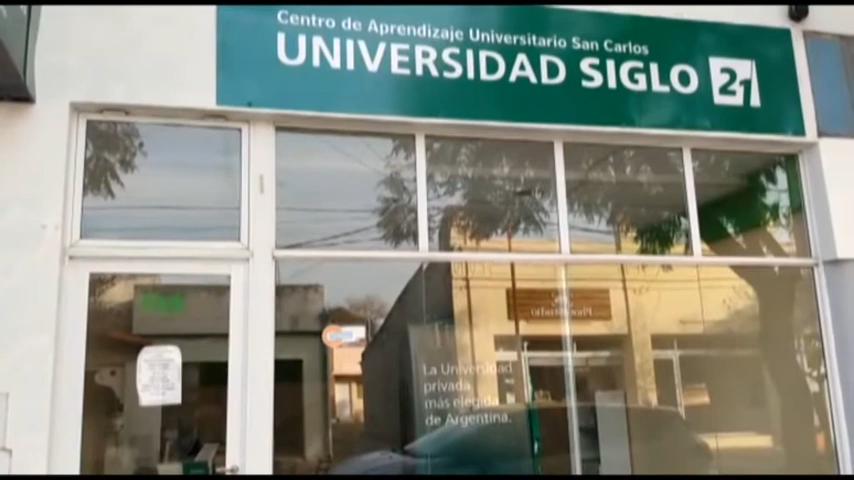 Centro de Aprendizaje Universitario San Carlos
UNIVERSIDAD SIGLO 21
La Universidad
privada
más elegida
de Argentina.